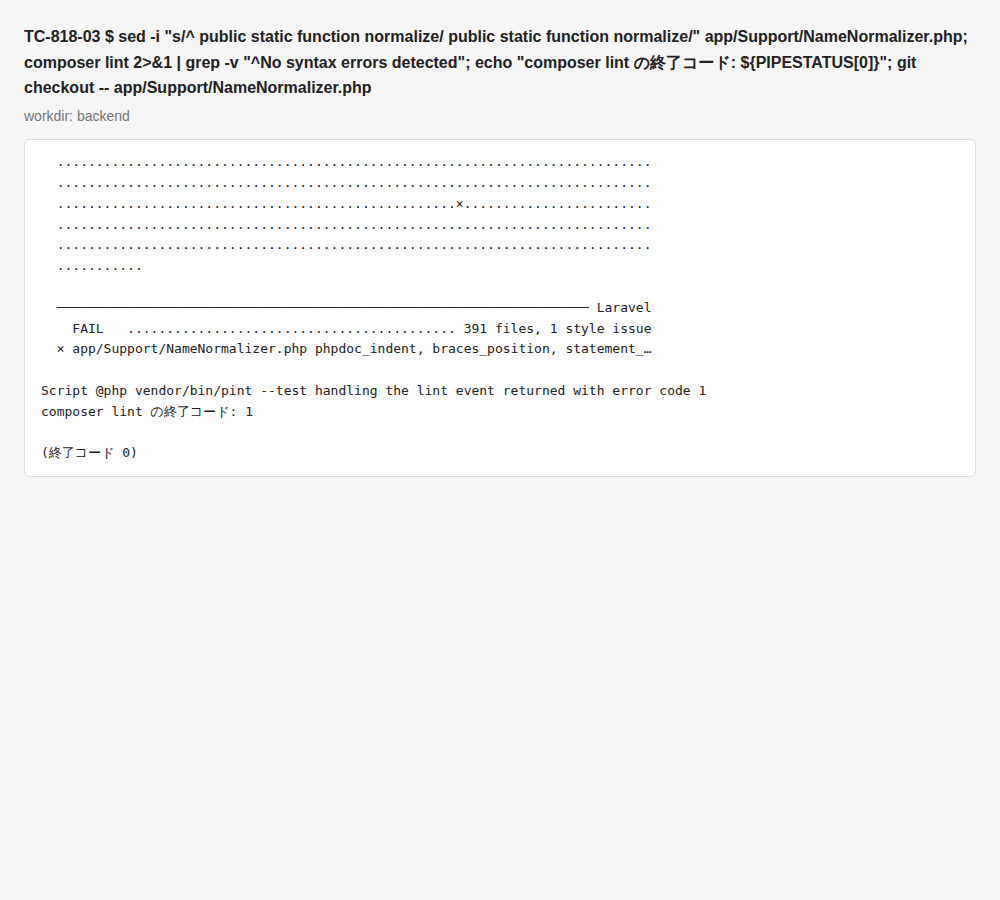 TC-818-03 $ sed -i "s/^ public static function normalize/ public static function normalize/" app/Support/NameNormalizer.php;
composer lint 2>&1 | grep -v "^No syntax errors detected"; echo "composer lint の終了コード: ${PIPESTATUS[0]}"; git
checkout -- app/Support/NameNormalizer.php
workdir: backend
............................................................................
............................................................................
...................................................⨯........................
............................................................................
............................................................................
...........
──────────────────────────────────────────────────────────────────── Laravel
FAIL   .......................................... 391 files, 1 style issue
⨯ app/Support/NameNormalizer.php phpdoc_indent, braces_position, statement_…
Script @php vendor/bin/pint --test handling the lint event returned with error code 1
composer lint の終了コード: 1
(終了コード 0)